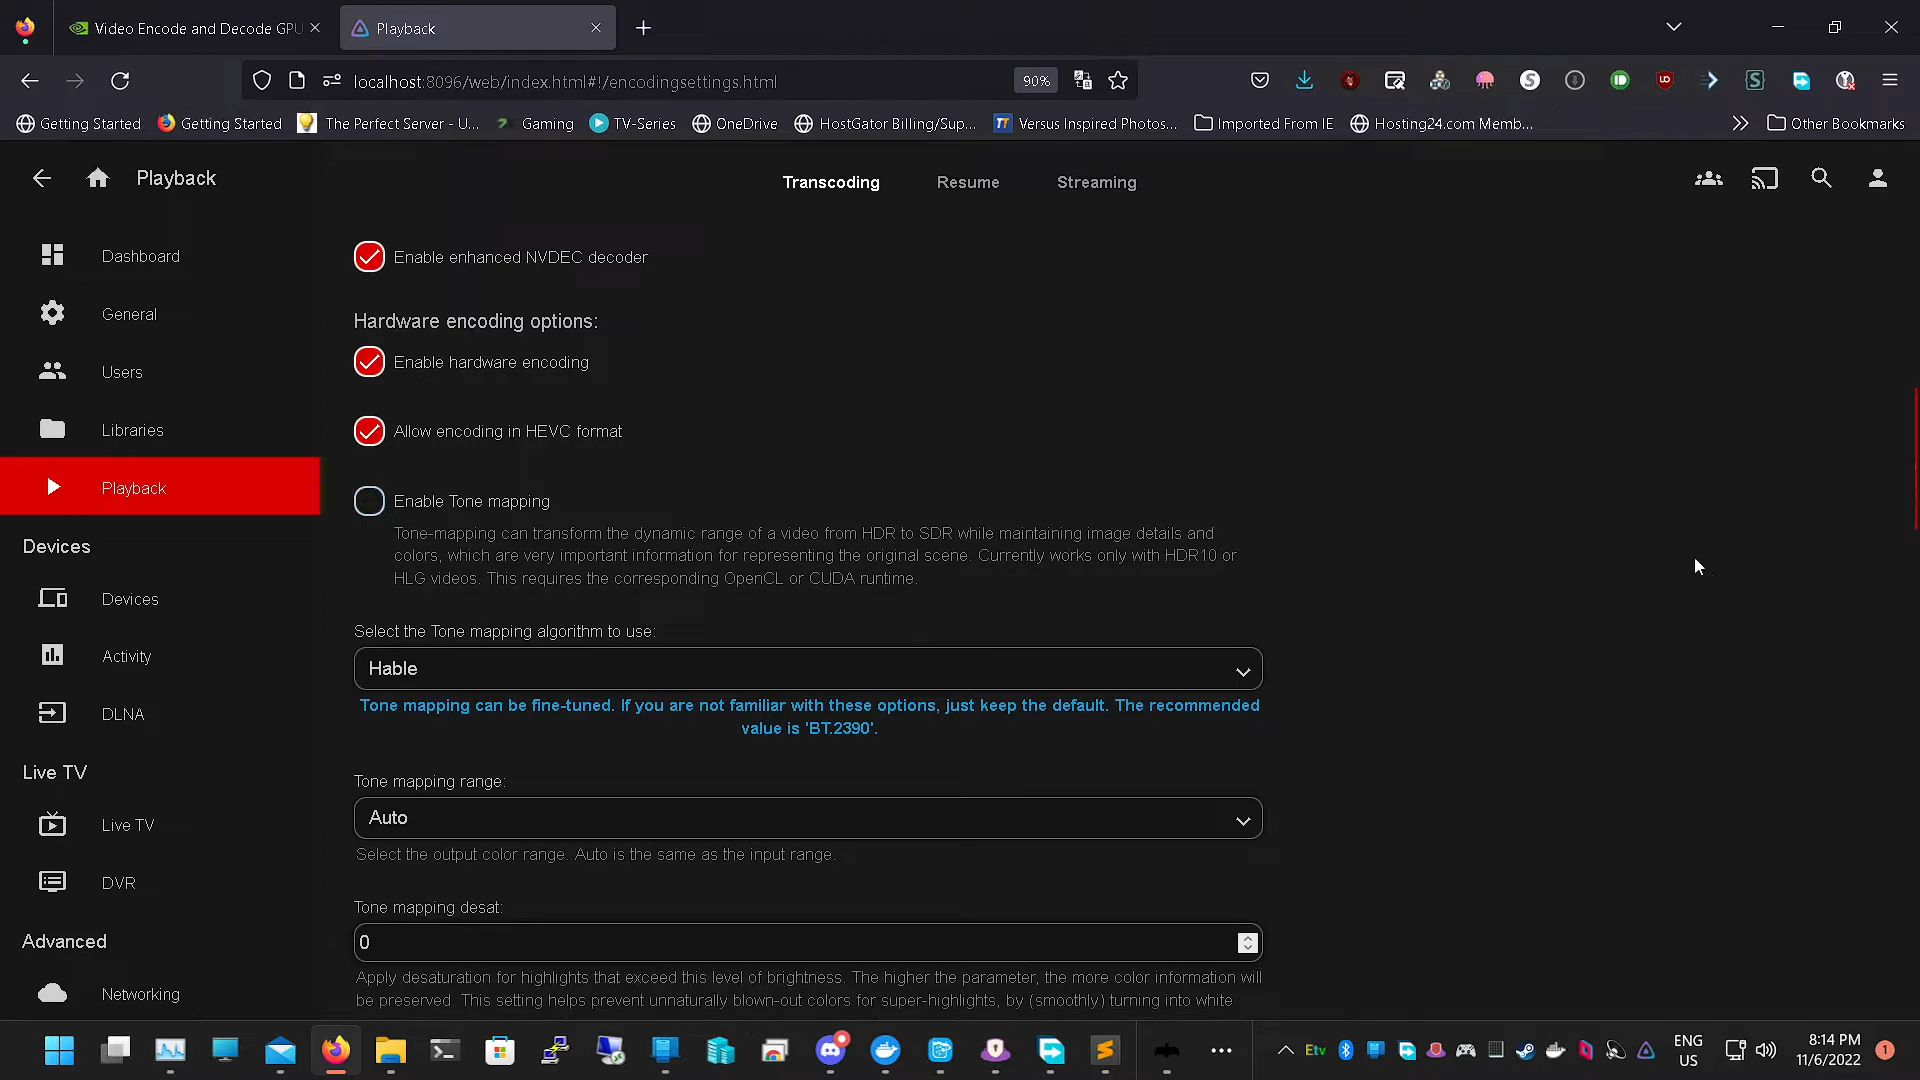 Video Encode and Decode GPU
Playback
localhost:8096/web/index.html#!/encodingsettings.html
90%
Getting Started
Getting Started
The Perfect Server - U...
Gaming
TV-Series
OneDrive
HostGator Billing/Sup...
Versus Inspired Photos...
Imported From IE
Hosting24.com Memb...
Other Bookmarks
Playback
Transcoding
Resume
Streaming
Dashboard
General
Users
Libraries
Playback
Devices
Devices
Activity
DLNA
Live TV
Live TV
DVR
Advanced
Networking
Enable enhanced NVDEC decoder
Hardware encoding options:
Enable hardware encoding
Allow encoding in HEVC format
Enable Tone mapping
Tone-mapping can transform the dynamic range of a video from HDR to SDR while maintaining image details and
colors, which are very important information for representing the original scene. Currently works only with HDR10 or
HLG videos. This requires the corresponding OpenCL or CUDA runtime.
Select the Tone mapping algorithm to use:
Hable
Tone mapping can be fine-tuned. If you are not familiar with these options, just keep the default. The recommended
value is 'BT.2390'.
Tone mapping range:
Auto
Select the output color range. Auto is the same as the input range.
Tone mapping desat:
0
Apply desaturation for highlights that exceed this level of brightness. The higher the parameter, the more color information will
be preserved. This setting helps prevent unnaturally blown-out colors for super-highlights, by (smoothly) turning into white
Etv
ENG
US
8:14 PM
11/6/2022
1